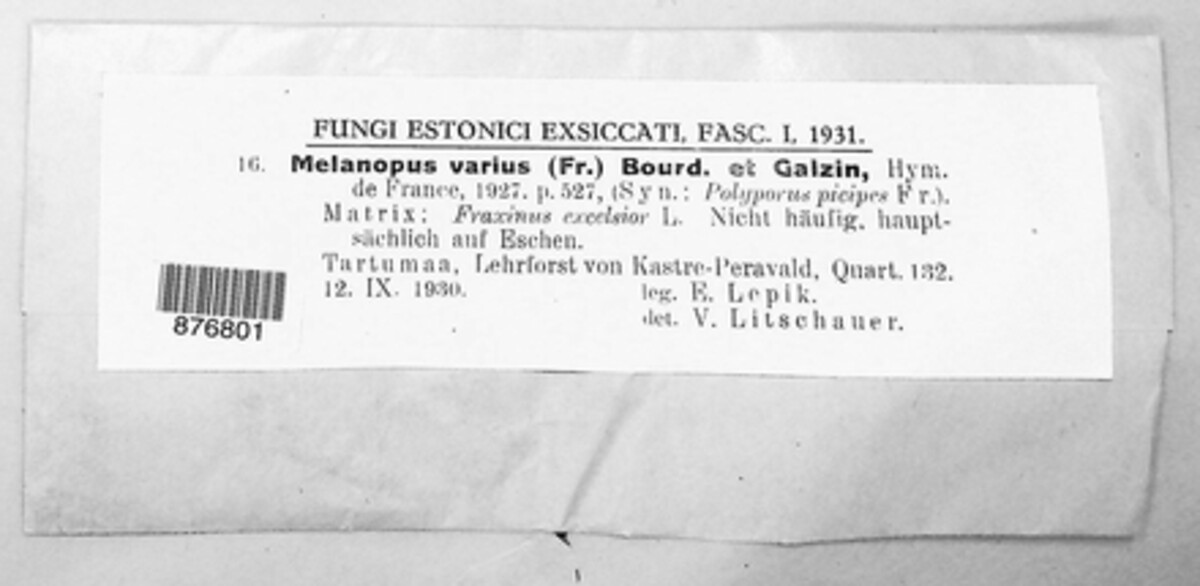 FUNGI ESTONICI EXSICCATI, FASC. I, 1931.
16. Melanopus varius (Fr.) Bourd. et Galzin, Hym.
de France, 1927. p. 527, (Syn.: Polyporus picipes Fr.).
Matrix: Fraxinus excelsior L. Nicht häufig, haupt-
sächlich auf Eschen.
Tartumaa, Lehrforst von Kastre-Peravald, Quart. 132.
12. IX. 1930. leg. E. Lepik.
det. V. Litschauer.
876801